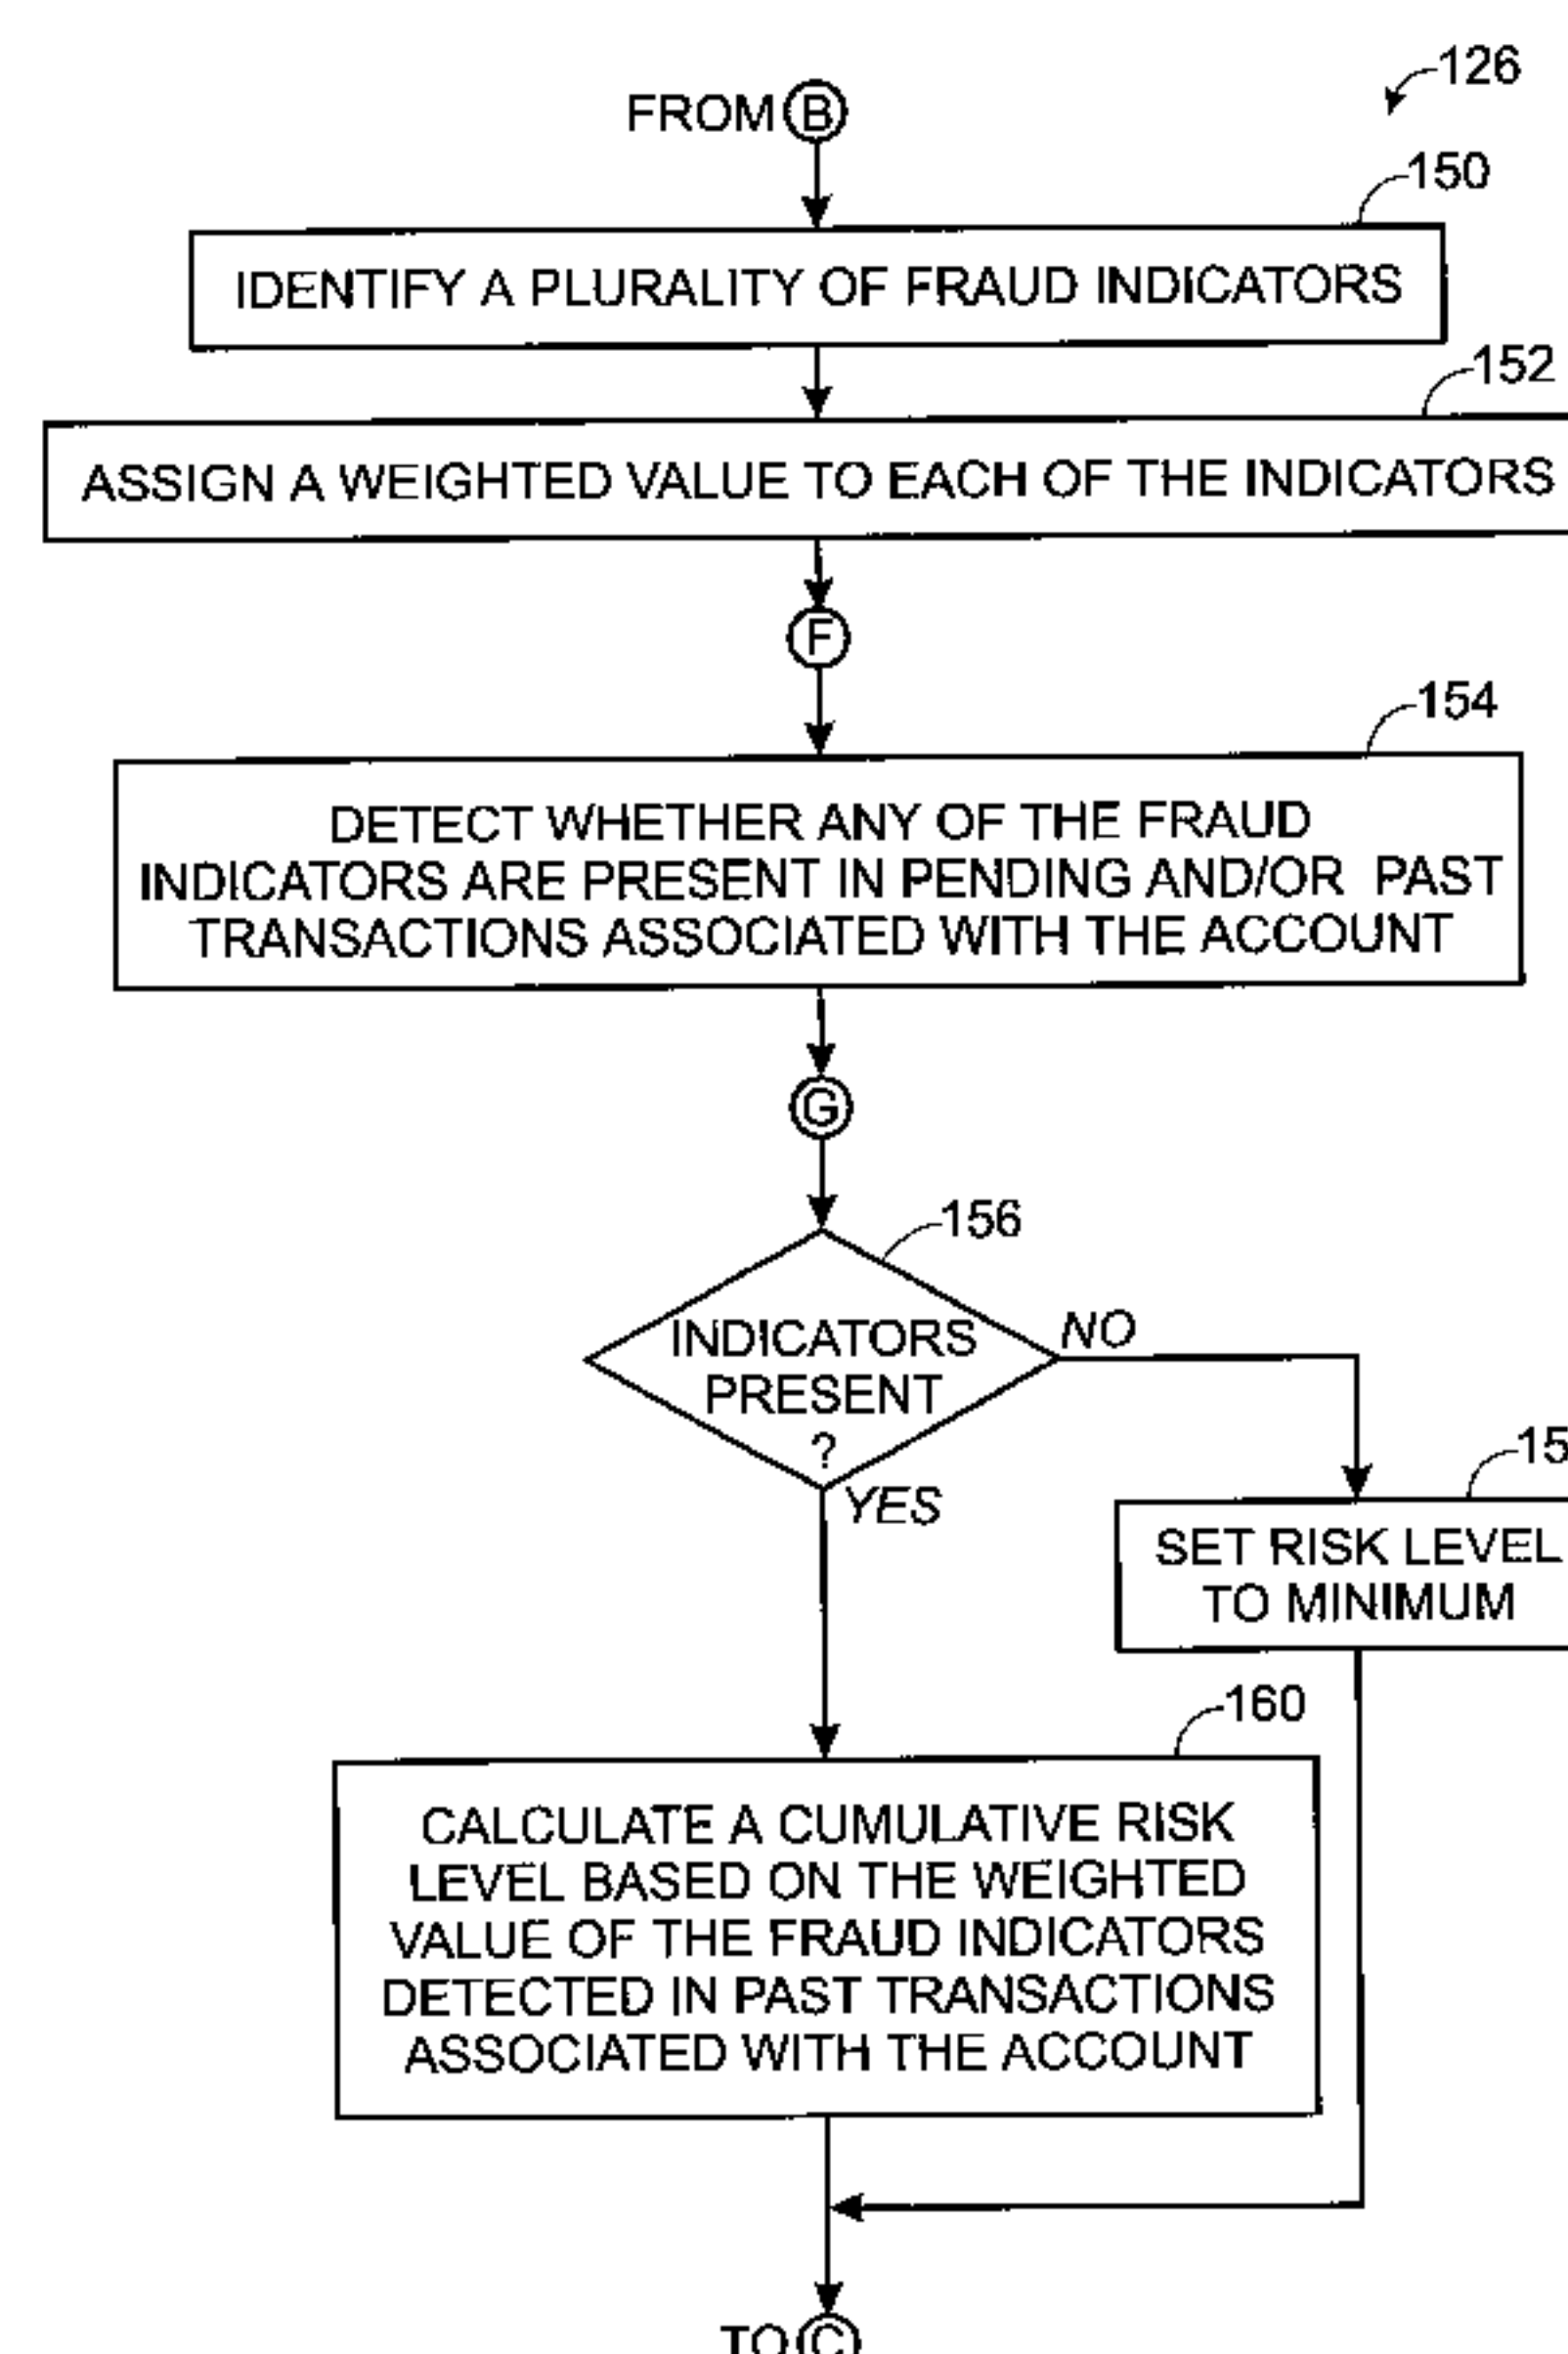 126
FROM B
150
IDENTIFY A PLURALITY OF FRAUD INDICATORS
152
ASSIGN A WEIGHTED VALUE TO EACH OF THE INDICATORS
F
154
DETECT WHETHER ANY OF THE FRAUD
INDICATORS ARE PRESENT IN PENDING AND/OR PAST
TRANSACTIONS ASSOCIATED WITH THE ACCOUNT
G
156
INDICATORS
PRESENT
?
NO
YES
SET RISK LEVEL
TO MINIMUM
160
CALCULATE A CUMULATIVE RISK
LEVEL BASED ON THE WEIGHTED
VALUE OF THE FRAUD INDICATORS
DETECTED IN PAST TRANSACTIONS
ASSOCIATED WITH THE ACCOUNT
TO C